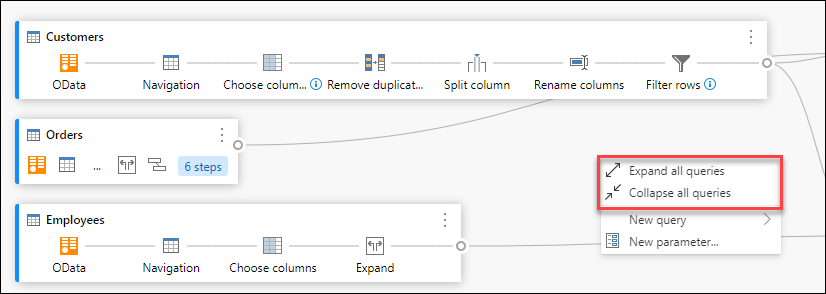 Customers
OData Navigation Choose colum... Remove duplicat... Split column Rename columns Filter rows
Orders
... 6 steps
Expand all queries
Collapse all queries
New query
New parameter...
Employees
OData Navigation Choose columns Expand